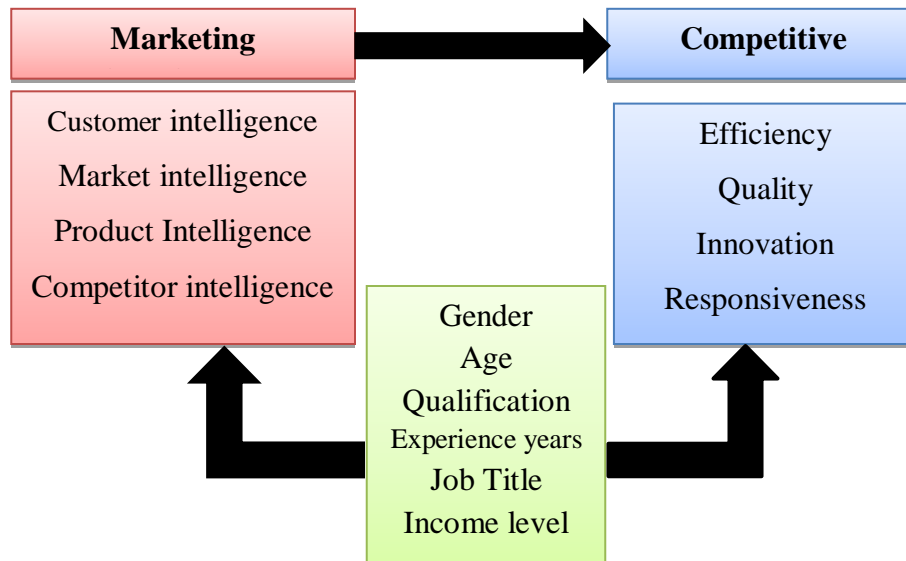 Marketing
Competitive
Customer intelligence
Market intelligence
Product Intelligence
Competitor intelligence
Efficiency
Quality
Innovation
Responsiveness
Gender
Age
Qualification
Experience years
Job Title
Income level